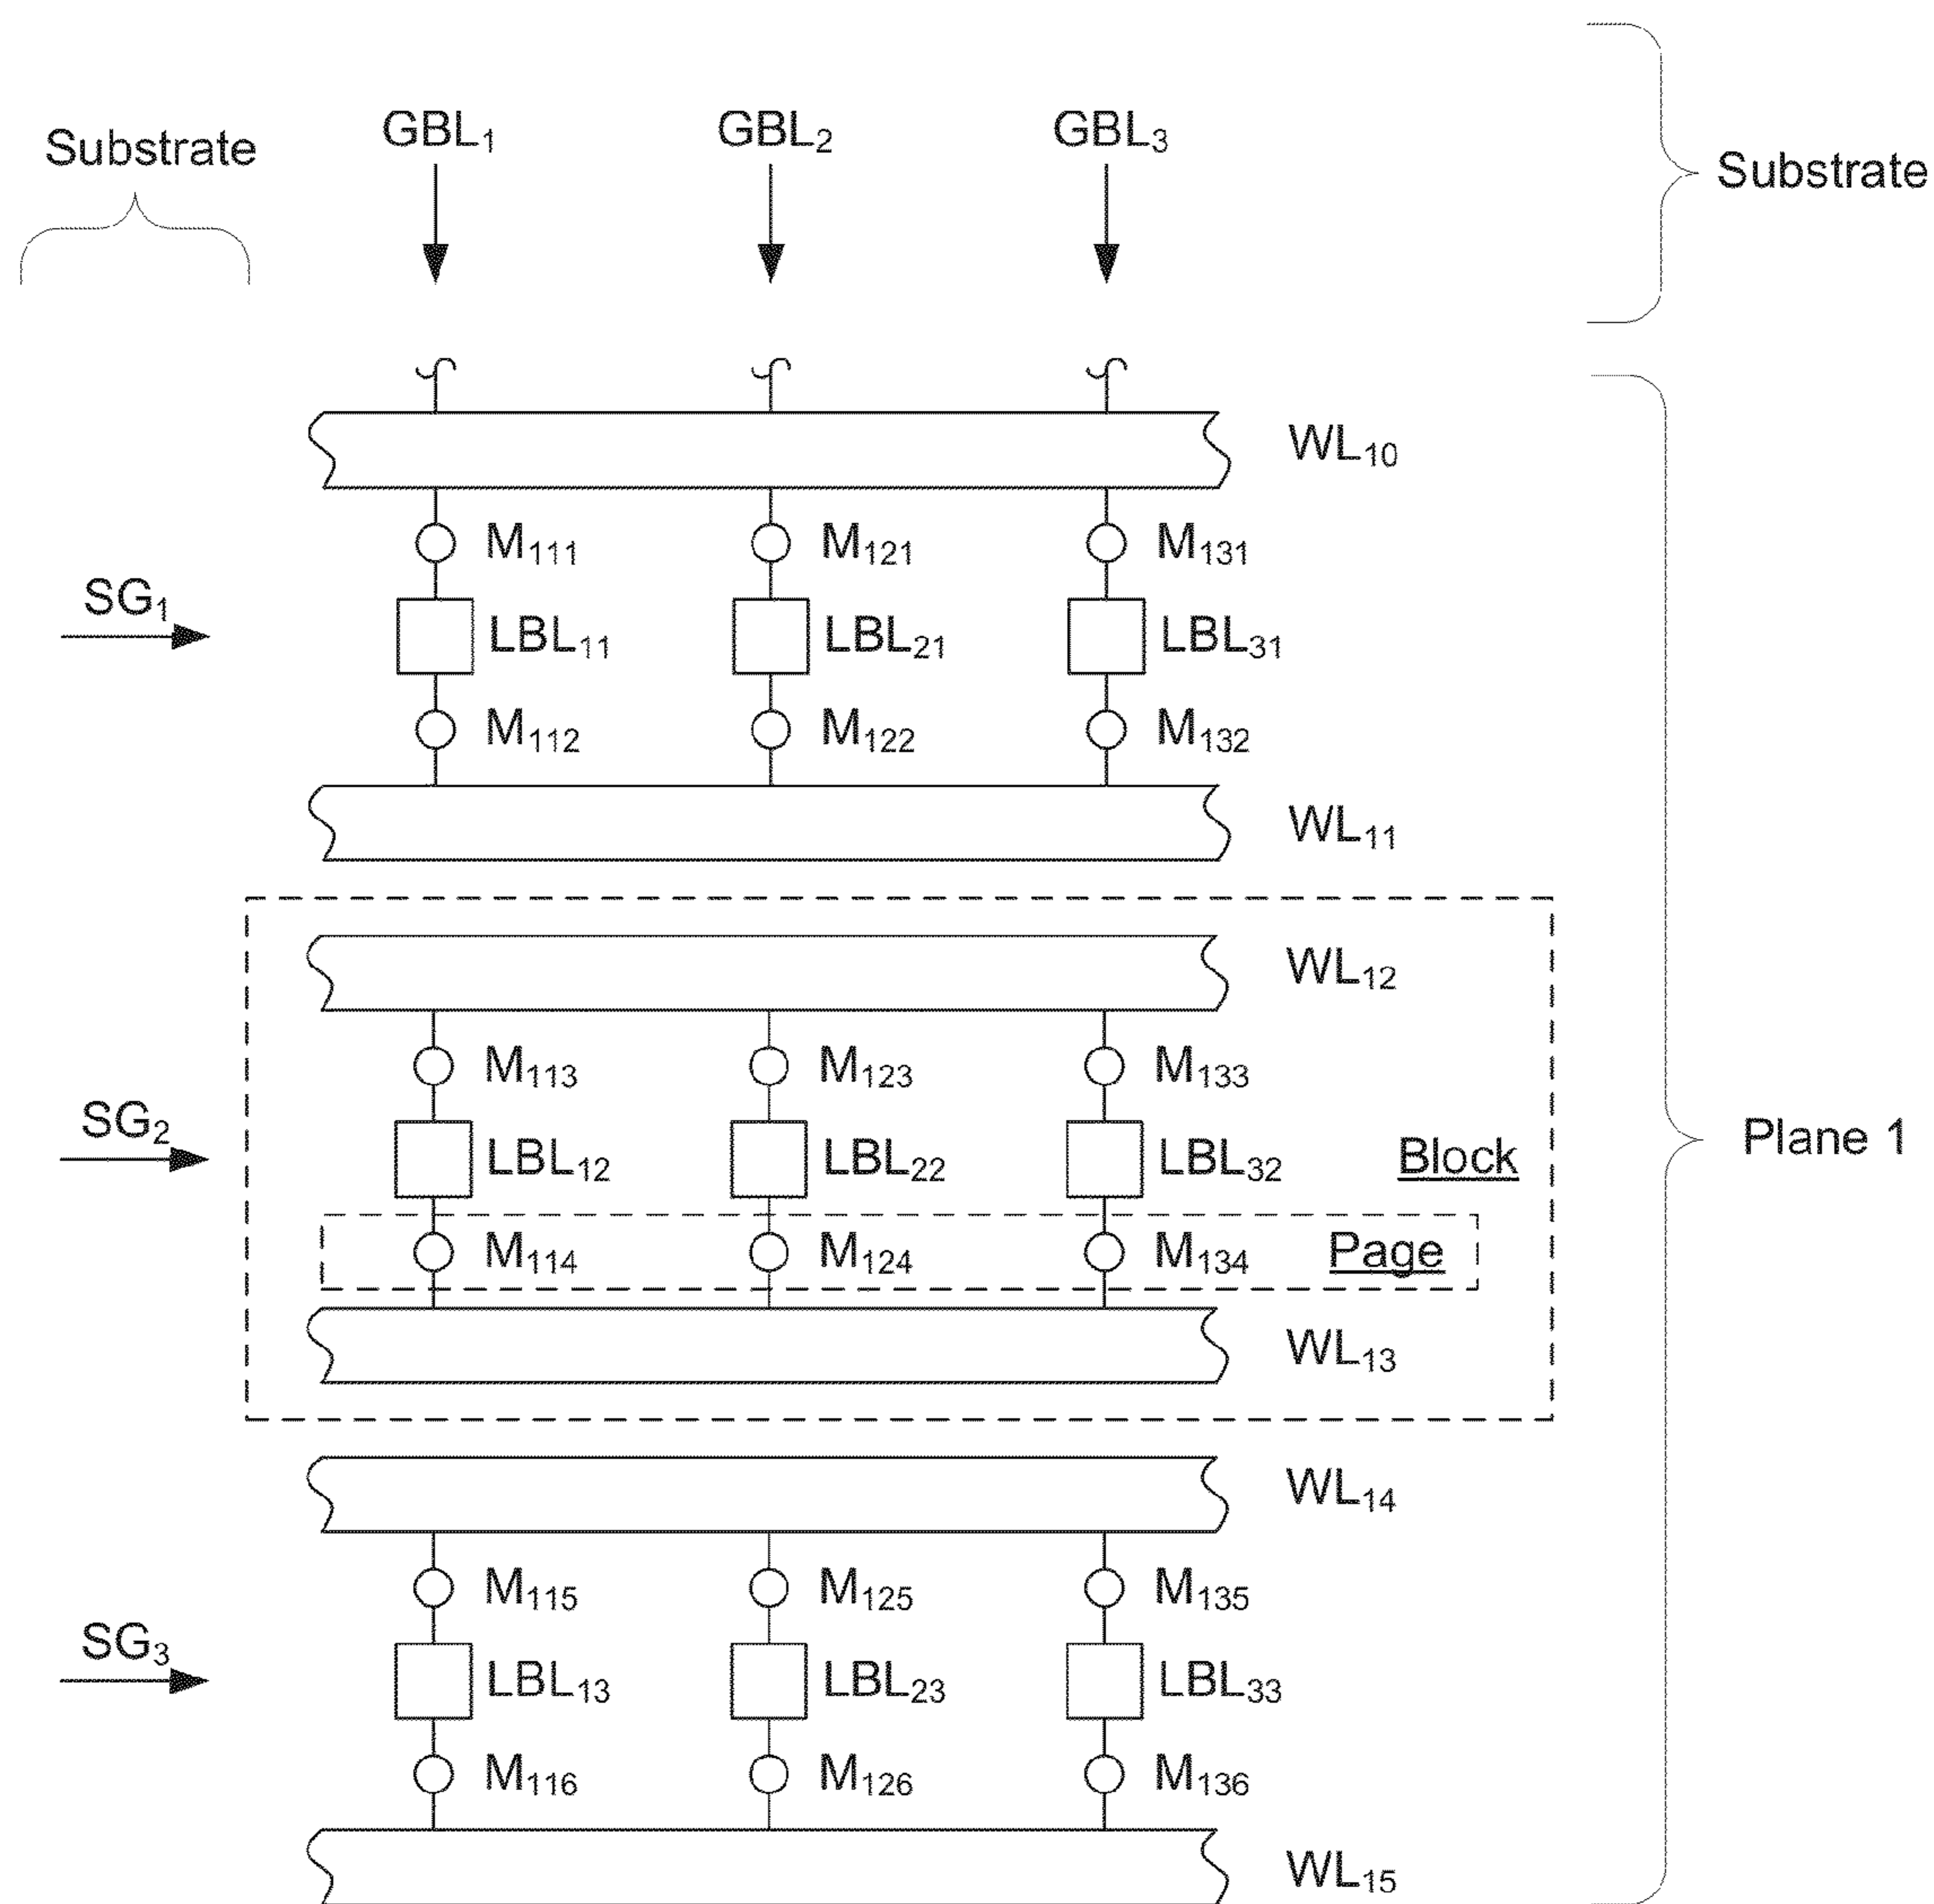 GBL₁ GBL₂ GBL₃
Substrate
Substrate
WL₁₀
M₁₁₁ M₁₂₁ M₁₃₁
SG₁
LBL₁₁ LBL₂₁ LBL₃₁
M₁₁₂ M₁₂₂ M₁₃₂
WL₁₁
WL₁₂
M₁₁₃ M₁₂₃ M₁₃₃
SG₂
LBL₁₂ LBL₂₂ LBL₃₂ Block
Plane 1
M₁₁₄ M₁₂₄ M₁₃₄ Page
WL₁₃
WL₁₄
M₁₁₅ M₁₂₅ M₁₃₅
SG₃
LBL₁₃ LBL₂₃ LBL₃₃
M₁₁₆ M₁₂₆ M₁₃₆
WL₁₅